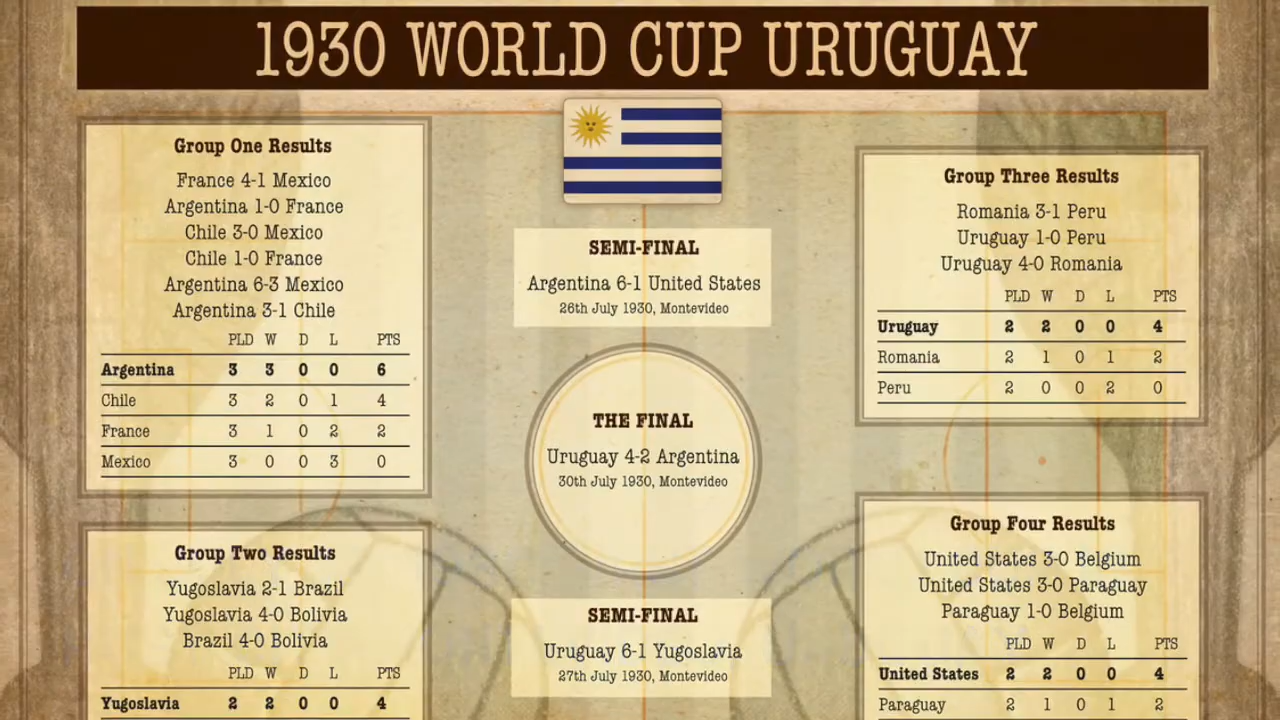 1930 WORLD CUP URUGUAY
Group One Results
France 4-1 Mexico
Argentina 1-0 France
Chile 3-0 Mexico
Chile 1-0 France
Argentina 6-3 Mexico
Argentina 3-1 Chile
PLD W D L PTS
Argentina 3 3 0 0 6
Chile 3 2 0 1 4
France 3 1 0 2 2
Mexico 3 0 0 3 0
Group Two Results
Yugoslavia 2-1 Brazil
Yugoslavia 4-0 Bolivia
Brazil 4-0 Bolivia
PLD W D L PTS
Yugoslavia 2 2 0 0 4
SEMI-FINAL
Argentina 6-1 United States
26th July 1930, Montevideo
THE FINAL
Uruguay 4-2 Argentina
30th July 1930, Montevideo
SEMI-FINAL
Uruguay 6-1 Yugoslavia
27th July 1930, Montevideo
Group Three Results
Romania 3-1 Peru
Uruguay 1-0 Peru
Uruguay 4-0 Romania
PLD W D L PTS
Uruguay 2 2 0 0 4
Romania 2 1 0 1 2
Peru 2 0 0 2 0
Group Four Results
United States 3-0 Belgium
United States 3-0 Paraguay
Paraguay 1-0 Belgium
PLD W D L PTS
United States 2 2 0 0 4
Paraguay 2 1 0 1 2